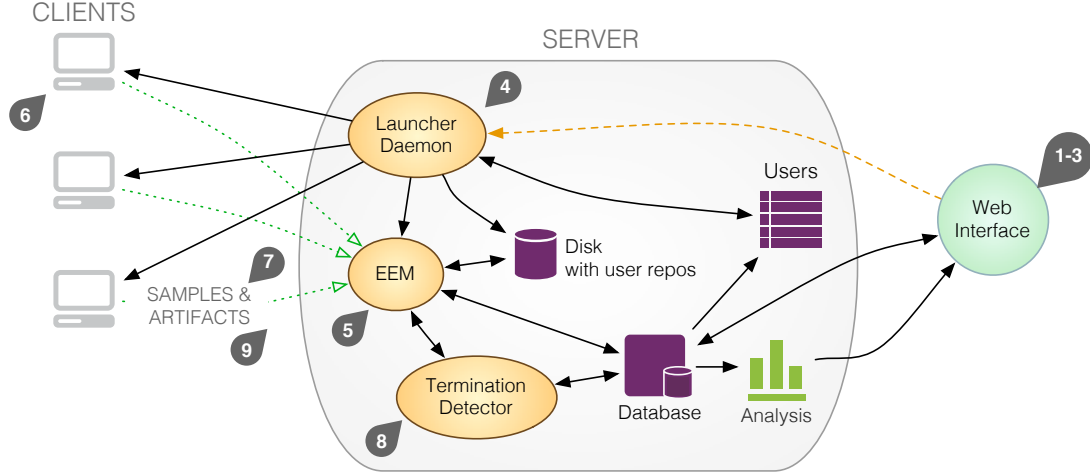 CLIENTS
SERVER
6
4
Launcher
Daemon
1-3
Users
Web
Interface
Disk
with user repos
EEM
7
SAMPLES &
ARTIFACTS
9
5
Termination
Detector
8
Database
Analysis